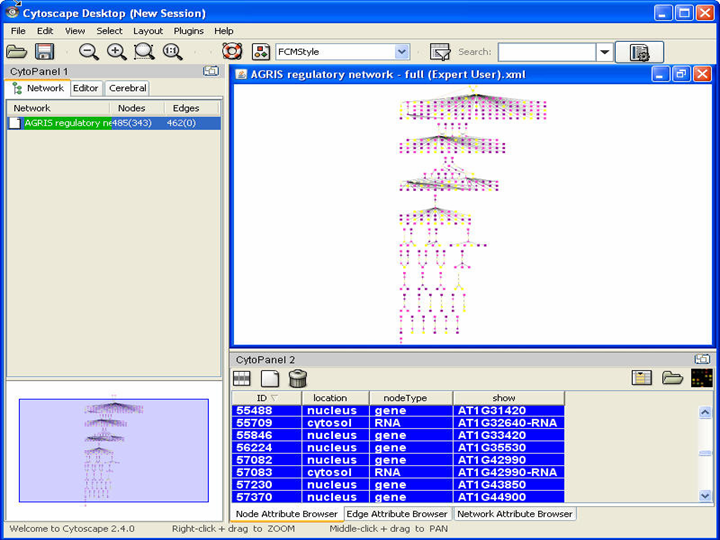 Cytoscape Desktop (New Session)
File Edit View Select Layout Plugins Help
1:1 FCMStyle Search:
CytoPanel 1
Network Editor Cerebral
Network Nodes Edges
AGRIS regulatory ne 485(343) 462(0)
AGRIS regulatory network - full (Expert User).xml
CytoPanel 2
ID location nodeType show
55488 nucleus gene AT1G31420
55709 cytosol RNA AT1G32640-RNA
55846 nucleus gene AT1G33420
56224 nucleus gene AT1G35530
57082 nucleus gene AT1G42990
57083 cytosol RNA AT1G42990-RNA
57230 nucleus gene AT1G43850
57370 nucleus gene AT1G44900
Node Attribute Browser Edge Attribute Browser Network Attribute Browser
Welcome to Cytoscape 2.4.0 Right-click + drag to ZOOM Middle-click + drag to PAN